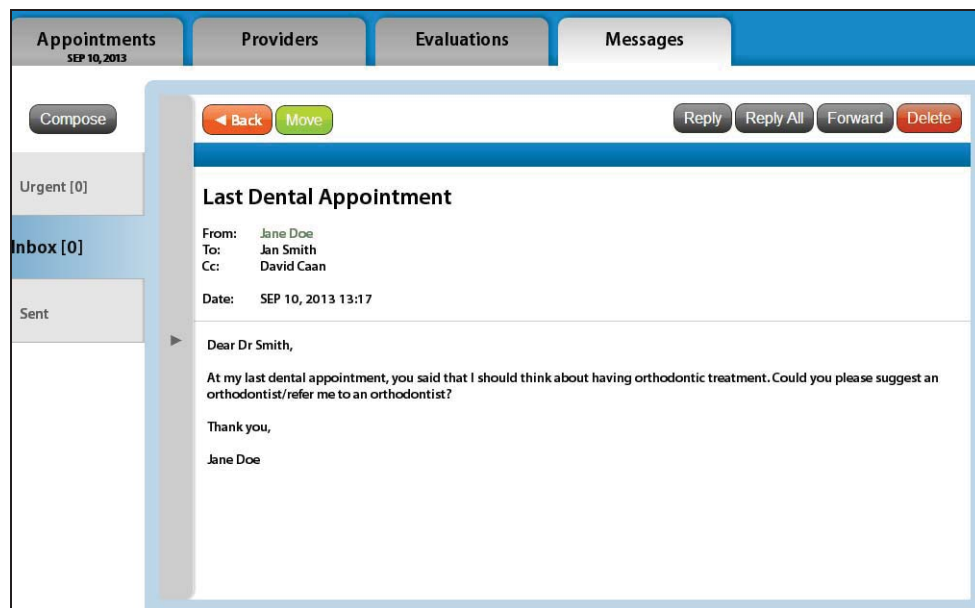 Appointments
SEP 10, 2013
Providers
Evaluations
Messages
Compose
◄ Back
Move
Reply
Reply All
Forward
Delete
Urgent [0]
Inbox [0]
Sent
Last Dental Appointment
From: Jane Doe
To: Jan Smith
Cc: David Caan
Date: SEP 10, 2013 13:17
Dear Dr Smith,
At my last dental appointment, you said that I should think about having orthodontic treatment. Could you please suggest an
orthodontist/refer me to an orthodontist?
Thank you,
Jane Doe